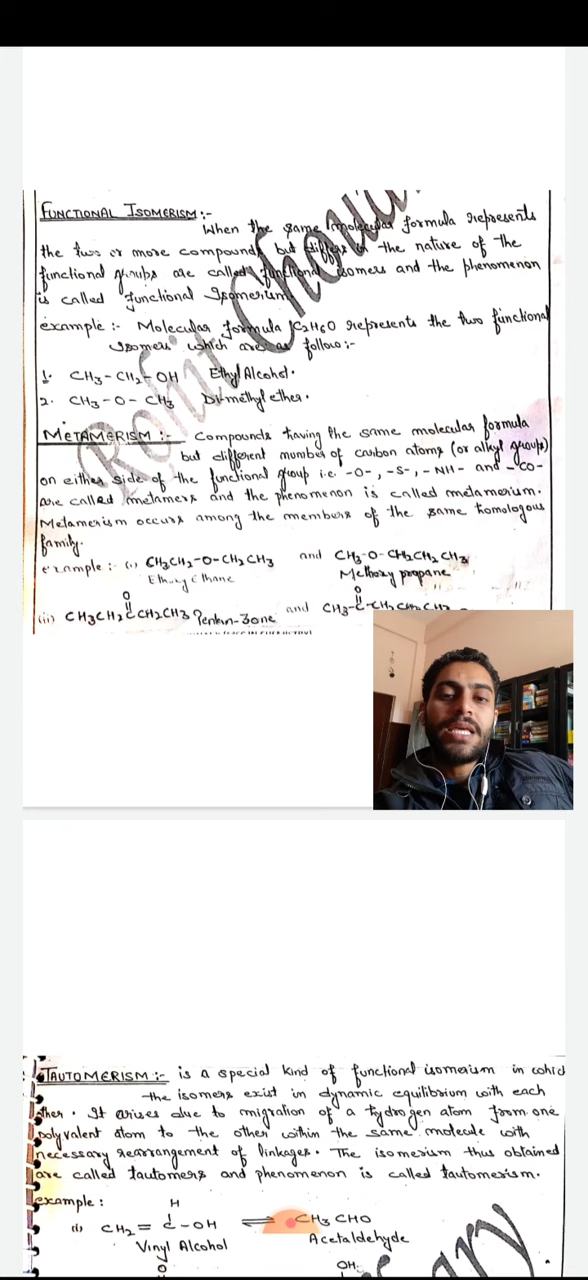 FUNCTIONAL ISOMERISM :-
When the same molecular formula represents
the two or more compounds but differs in the nature of the
functional groups are called functional isomers and the phenomenon
is called functional Isomerism.
example :- Molecular formula C2H6O represents the two functional
Isomers which are as follow :-
1. CH3-CH2-OH Ethyl Alcohol.
2. CH3-O-CH3 Di-methyl ether.
METAMERISM :- Compounds having the same molecular formula
but different number of carbon atoms (or alkyl groups)
on either side of the functional group i.e -O-, -S-, -NH- and -CO-
are called metamers and the phenomenon is called metamerism.
Metamerism occurs among the members of the same homologous
family.
example :- (i) CH3CH2-O-CH2CH3 and CH3-O-CH2CH2CH3
Ethoxy Ethane Methoxy propane
O O
(ii) CH3CH2CCH2CH3 Pentan-3one and CH3-C-CH2CH2CH3
TAUTOMERISM :- is a special kind of functional isomerism in which
the isomers exist in dynamic equilibrium with each
other. It arises due to migration of a hydrogen atom from one
polyvalent atom to the other within the same molecule with
necessary rearrangement of linkages. The isomerism thus obtained
are called tautomers and phenomenon is called tautomerism.
example :
H
(i) CH2 = C-OH ⇌ CH3CHO
Vinyl Alcohol Acetaldehyde
O OH
Rohit